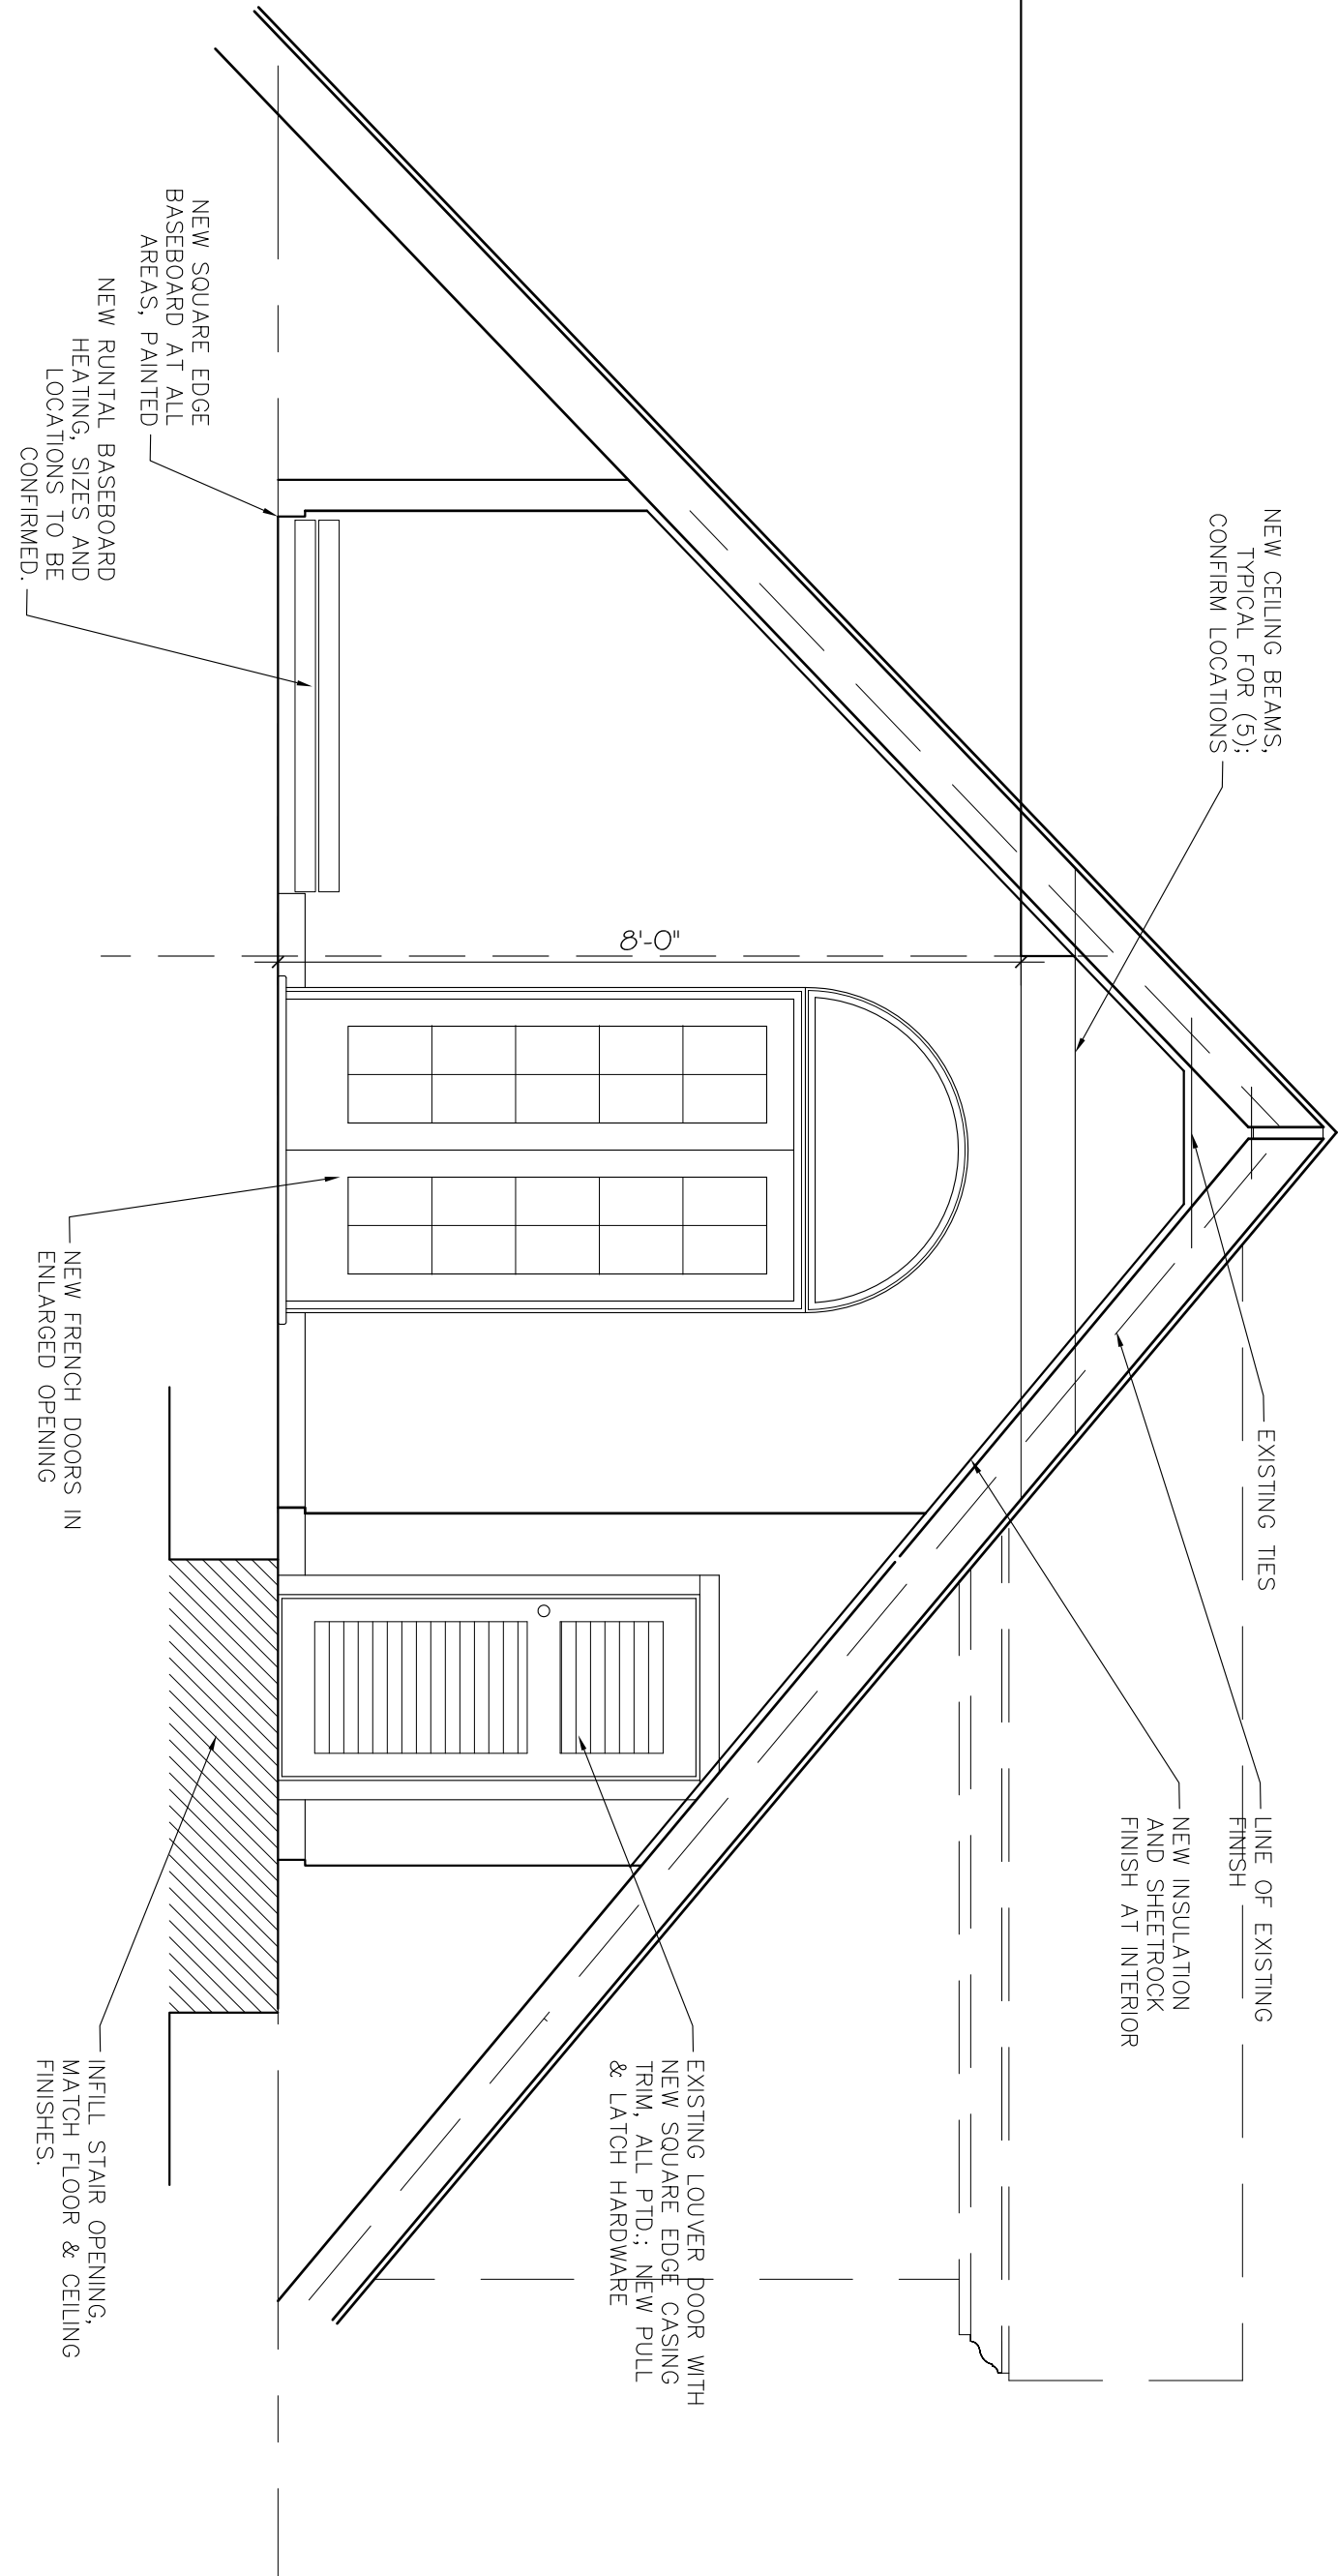 NEW CEILING BEAMS,
TYPICAL FOR (5);
CONFIRM LOCATIONS
EXISTING TIES
LINE OF EXISTING
FINISH
NEW INSULATION
AND SHEETROCK
FINISH AT INTERIOR
8'-0"
EXISTING LOUVER DOOR WITH
NEW SQUARE EDGE CASING
TRIM, ALL PTD.; NEW PULL
& LATCH HARDWARE
NEW SQUARE EDGE
BASEBOARD AT ALL
AREAS, PAINTED
NEW RUNTAL BASEBOARD
HEATING, SIZES AND
LOCATIONS TO BE
CONFIRMED.
NEW FRENCH DOORS IN
ENLARGED OPENING
INFILL STAIR OPENING,
MATCH FLOOR & CEILING
FINISHES.